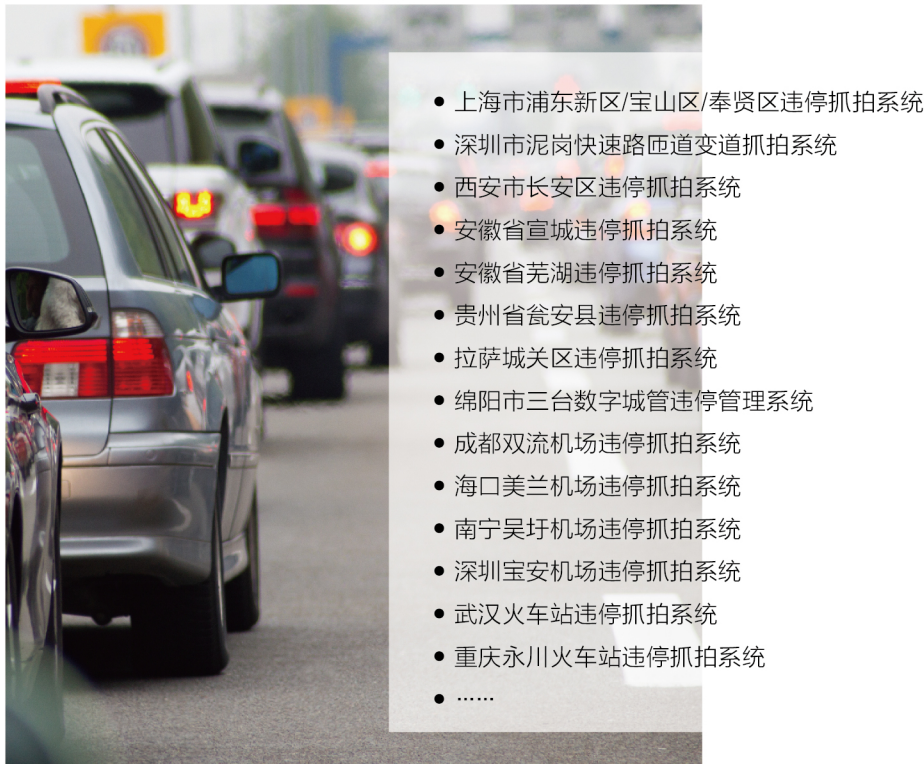 • 上海市浦东新区/宝山区/奉贤区违停抓拍系统
• 深圳市泥岗快速路匝道变道抓拍系统
• 西安市长安区违停抓拍系统
• 安徽省宣城违停抓拍系统
• 安徽省芜湖违停抓拍系统
• 贵州省瓮安县违停抓拍系统
• 拉萨城关区违停抓拍系统
• 绵阳市三台数字城管违停管理系统
• 成都双流机场违停抓拍系统
• 海口美兰机场违停抓拍系统
• 南宁吴圩机场违停抓拍系统
• 深圳宝安机场违停抓拍系统
• 武汉火车站违停抓拍系统
• 重庆永川火车站违停抓拍系统
• ……